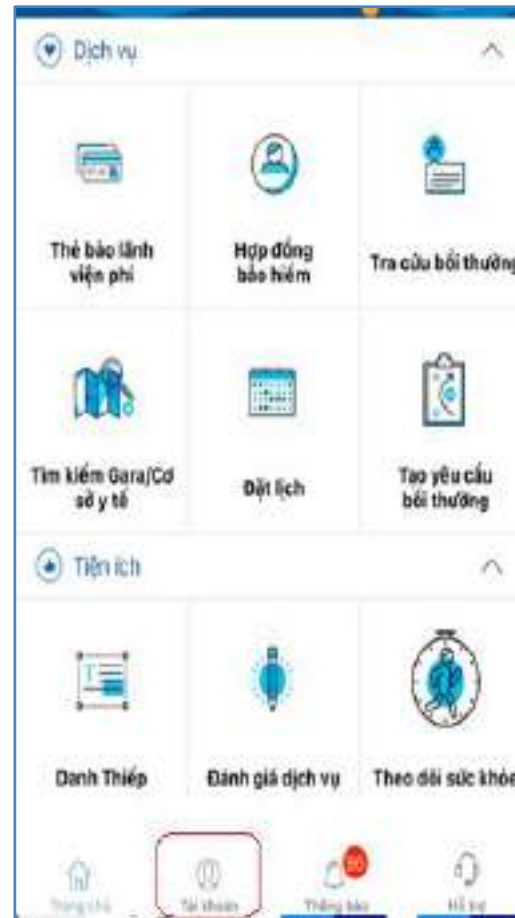 Dịch vụ
Thẻ bảo lãnh
viện phí
Hợp đồng
bảo hiểm
Tra cứu bồi thường
Tìm kiếm Gara/Cơ
sở y tế
Đặt lịch
Tạo yêu cầu
bồi thường
Tiện ích
Danh Thiếp
Đánh giá dịch vụ
Theo dõi sức khỏe
Trang chủ
Tài khoản
Thông báo
Hỗ trợ